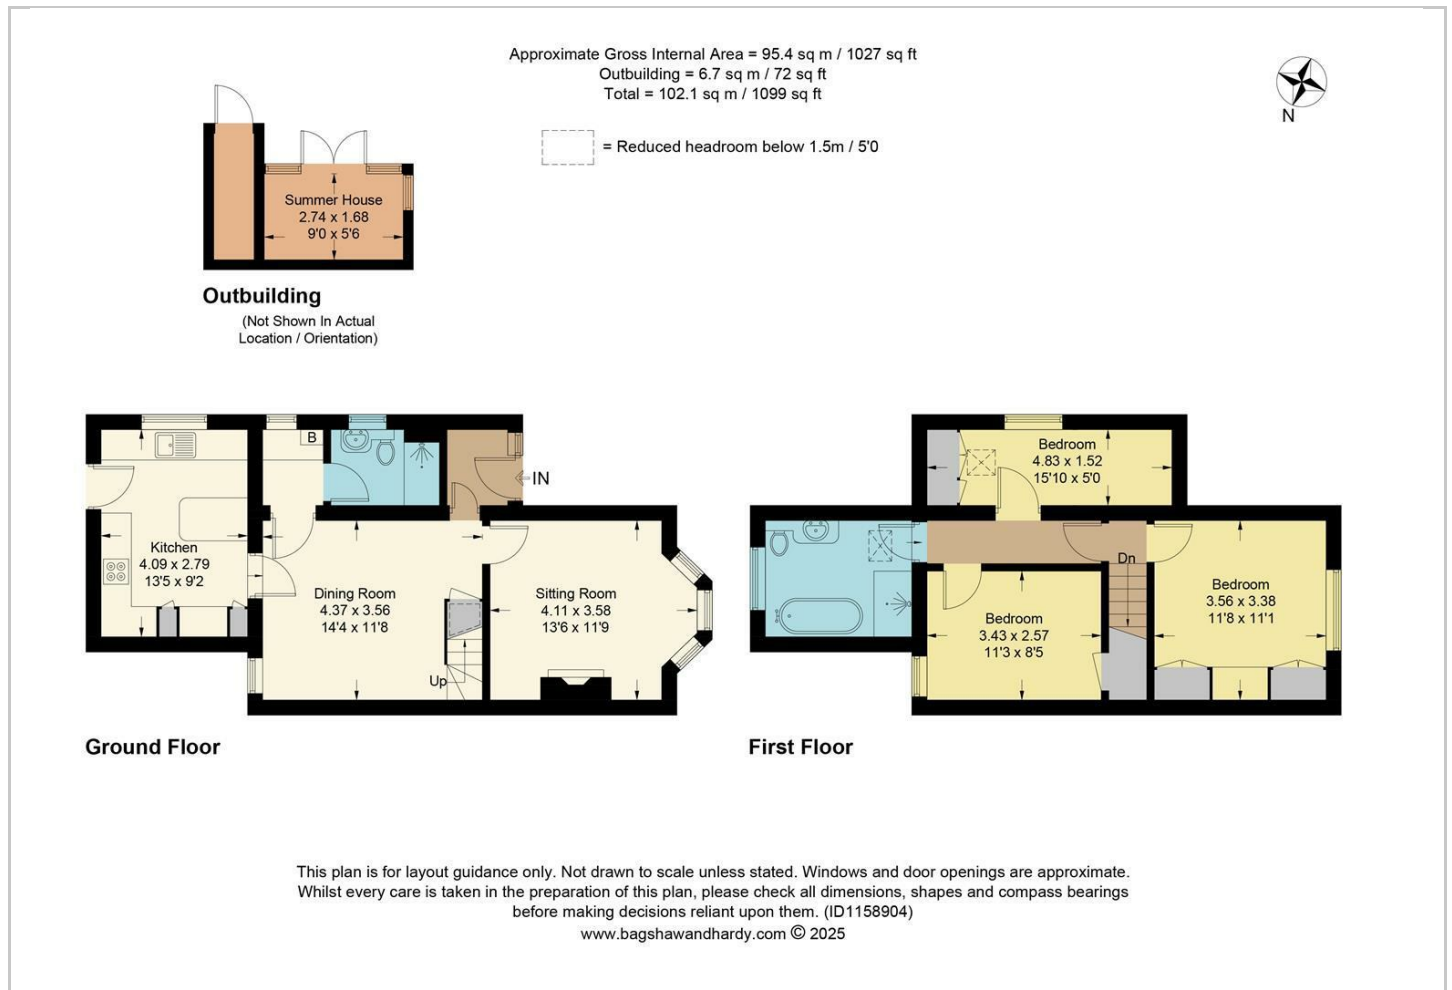 Approximate Gross Internal Area = 95.4 sq m / 1027 sq ft
Outbuilding = 6.7 sq m / 72 sq ft
Total = 102.1 sq m / 1099 sq ft
N
= Reduced headroom below 1.5m / 5'0
Summer House
2.74 x 1.68
9'0 x 5'6
Outbuilding
(Not Shown In Actual
Location / Orientation)
B
IN
Kitchen
4.09 x 2.79
13'5 x 9'2
Dining Room
4.37 x 3.56
14'4 x 11'8
Up
Sitting Room
4.11 x 3.58
13'6 x 11'9
Ground Floor
Bedroom
4.83 x 1.52
15'10 x 5'0
Dn
Bedroom
3.43 x 2.57
11'3 x 8'5
Bedroom
3.56 x 3.38
11'8 x 11'1
First Floor
This plan is for layout guidance only. Not drawn to scale unless stated. Windows and door openings are approximate.
Whilst every care is taken in the preparation of this plan, please check all dimensions, shapes and compass bearings
before making decisions reliant upon them. (ID1158904)
www.bagshawandhardy.com © 2025